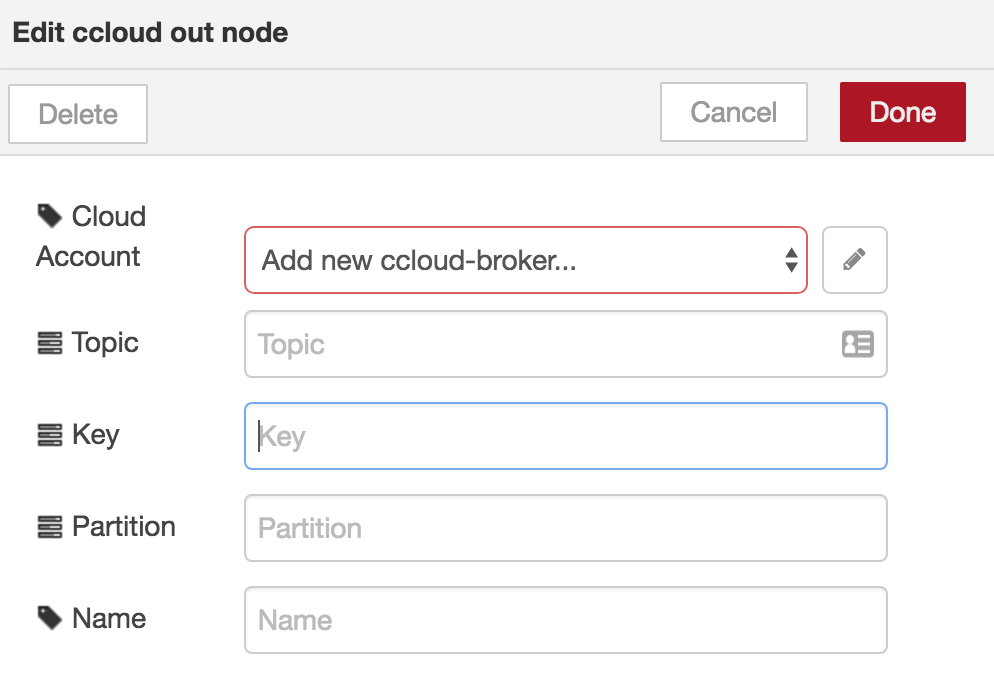 Edit ccloud out node
Delete
Cancel
Done
Cloud
Account
Add new ccloud-broker...
Topic
Topic
Key
Key
Partition
Partition
Name
Name